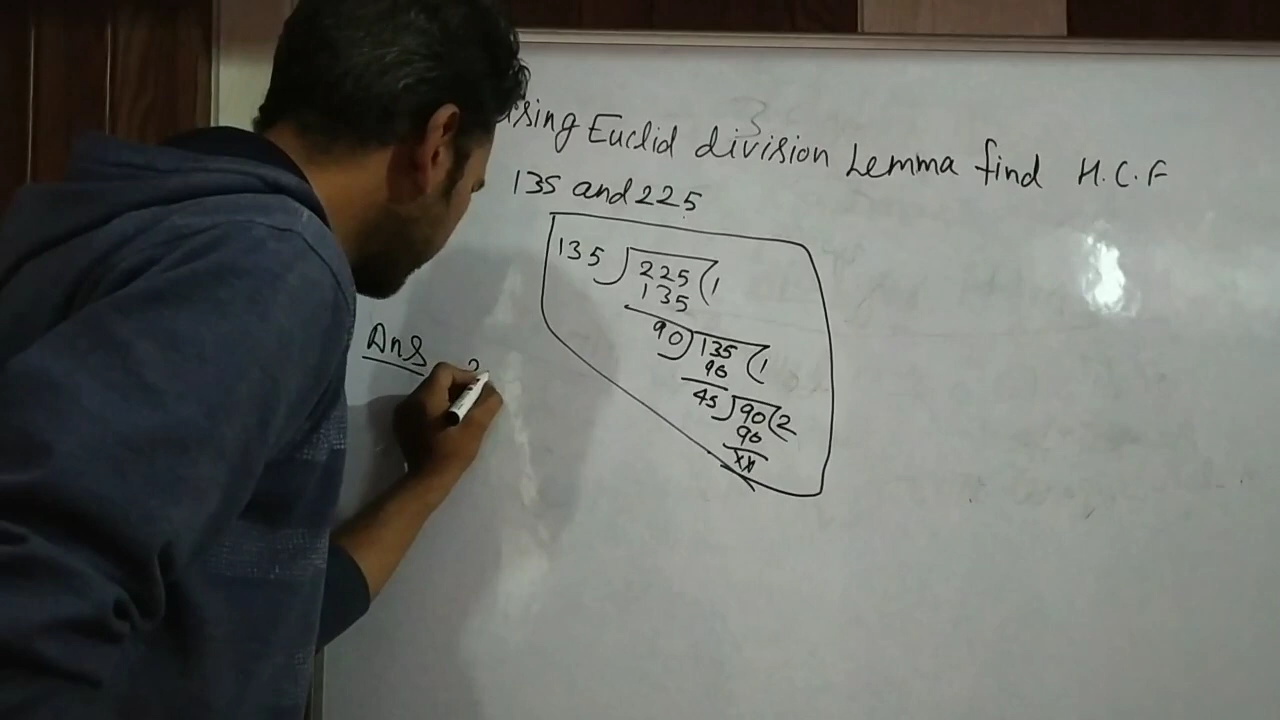 using Euclid division Lemma find H.C.F
135 and 225
135 ) 225 ( 1
135
90 ) 135 ( 1
90
45 ) 90 ( 2
90
xx
Ans